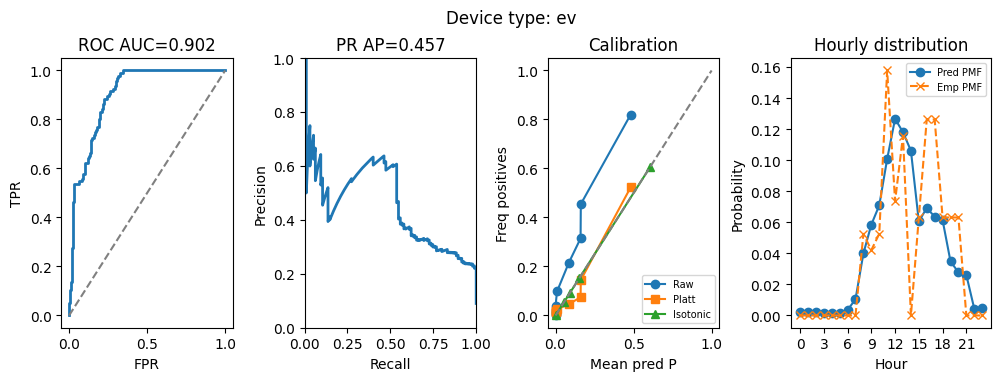 Device type: ev
ROC AUC=0.902
TPR
1.0
0.8
0.6
0.4
0.2
0.0
0.0
0.5
1.0
FPR
PR AP=0.457
Precision
1.0
0.8
0.6
0.4
0.2
0.0
0.00
0.25
0.50
0.75
1.00
Recall
Calibration
Freq positives
1.0
0.8
0.6
0.4
0.2
0.0
Raw
Platt
Isotonic
0.0
0.5
1.0
Mean pred P
Hourly distribution
Probability
0.16
0.14
0.12
0.10
0.08
0.06
0.04
0.02
0.00
Pred PMF
Emp PMF
0
3
6
9
12
15
18
21
Hour